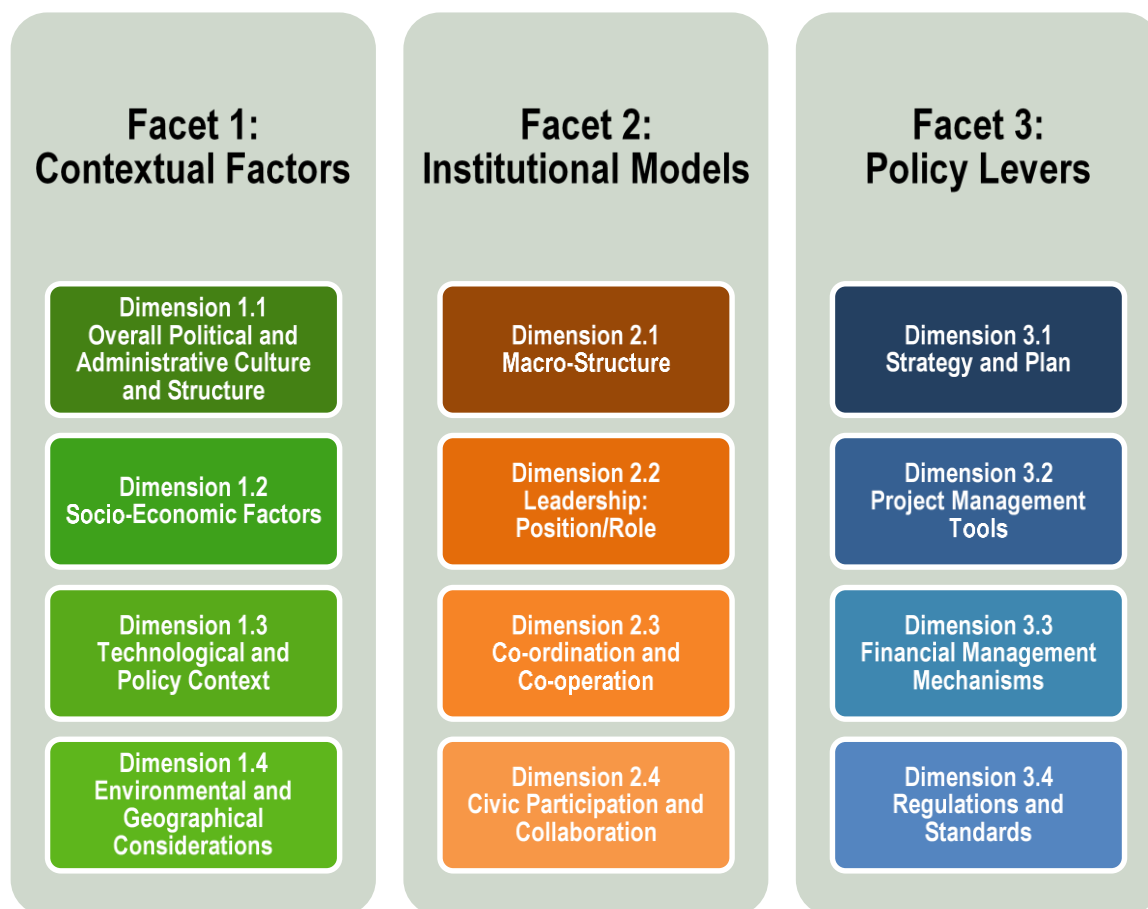 Facet 1:
Contextual Factors
Dimension 1.1
Overall Political and
Administrative Culture
and Structure
Dimension 1.2
Socio-Economic Factors
Dimension 1.3
Technological and
Policy Context
Dimension 1.4
Environmental and
Geographical
Considerations
Facet 2:
Institutional Models
Dimension 2.1
Macro-Structure
Dimension 2.2
Leadership:
Position/Role
Dimension 2.3
Co-ordination and
Co-operation
Dimension 2.4
Civic Participation and
Collaboration
Facet 3:
Policy Levers
Dimension 3.1
Strategy and Plan
Dimension 3.2
Project Management
Tools
Dimension 3.3
Financial Management
Mechanisms
Dimension 3.4
Regulations and
Standards